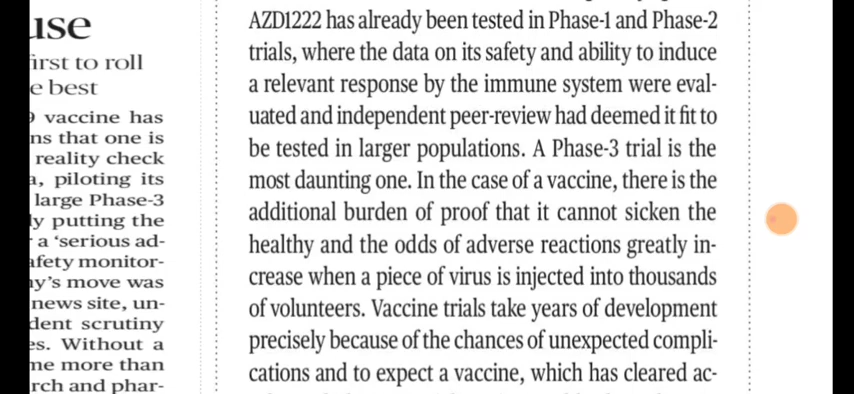 use
first to roll
e best
vaccine has
ns that one is
reality check
a, piloting its
large Phase-3
ly putting the
a ‘serious ad-
afety monitor-
ny’s move was
news site, un-
dent scrutiny
es. Without a
me more than
rch and phar-
AZD1222 has already been tested in Phase-1 and Phase-2
trials, where the data on its safety and ability to induce
a relevant response by the immune system were eval-
uated and independent peer-review had deemed it fit to
be tested in larger populations. A Phase-3 trial is the
most daunting one. In the case of a vaccine, there is the
additional burden of proof that it cannot sicken the
healthy and the odds of adverse reactions greatly in-
crease when a piece of virus is injected into thousands
of volunteers. Vaccine trials take years of development
precisely because of the chances of unexpected compli-
cations and to expect a vaccine, which has cleared ac-